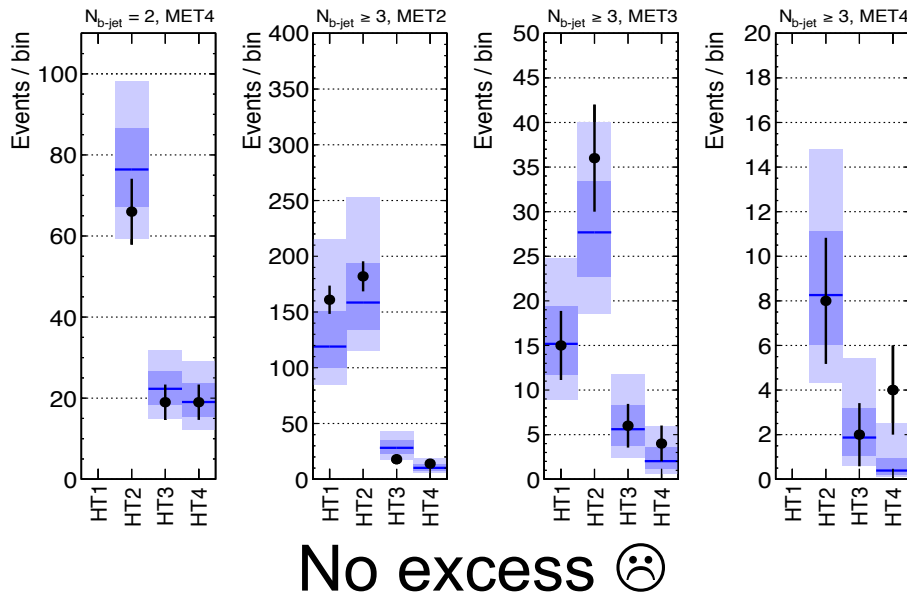 N_b-jet = 2, MET4
Events / bin
100
80
60
40
20
0
HT1 HT2 HT3 HT4
N_b-jet ≥ 3, MET2
Events / bin
400
350
300
250
200
150
100
50
0
HT1 HT2 HT3 HT4
N_b-jet ≥ 3, MET3
Events / bin
50
45
40
35
30
25
20
15
10
5
0
HT1 HT2 HT3 HT4
N_b-jet ≥ 3, MET4
Events / bin
20
18
16
14
12
10
8
6
4
2
0
HT1 HT2 HT3 HT4
No excess ☹